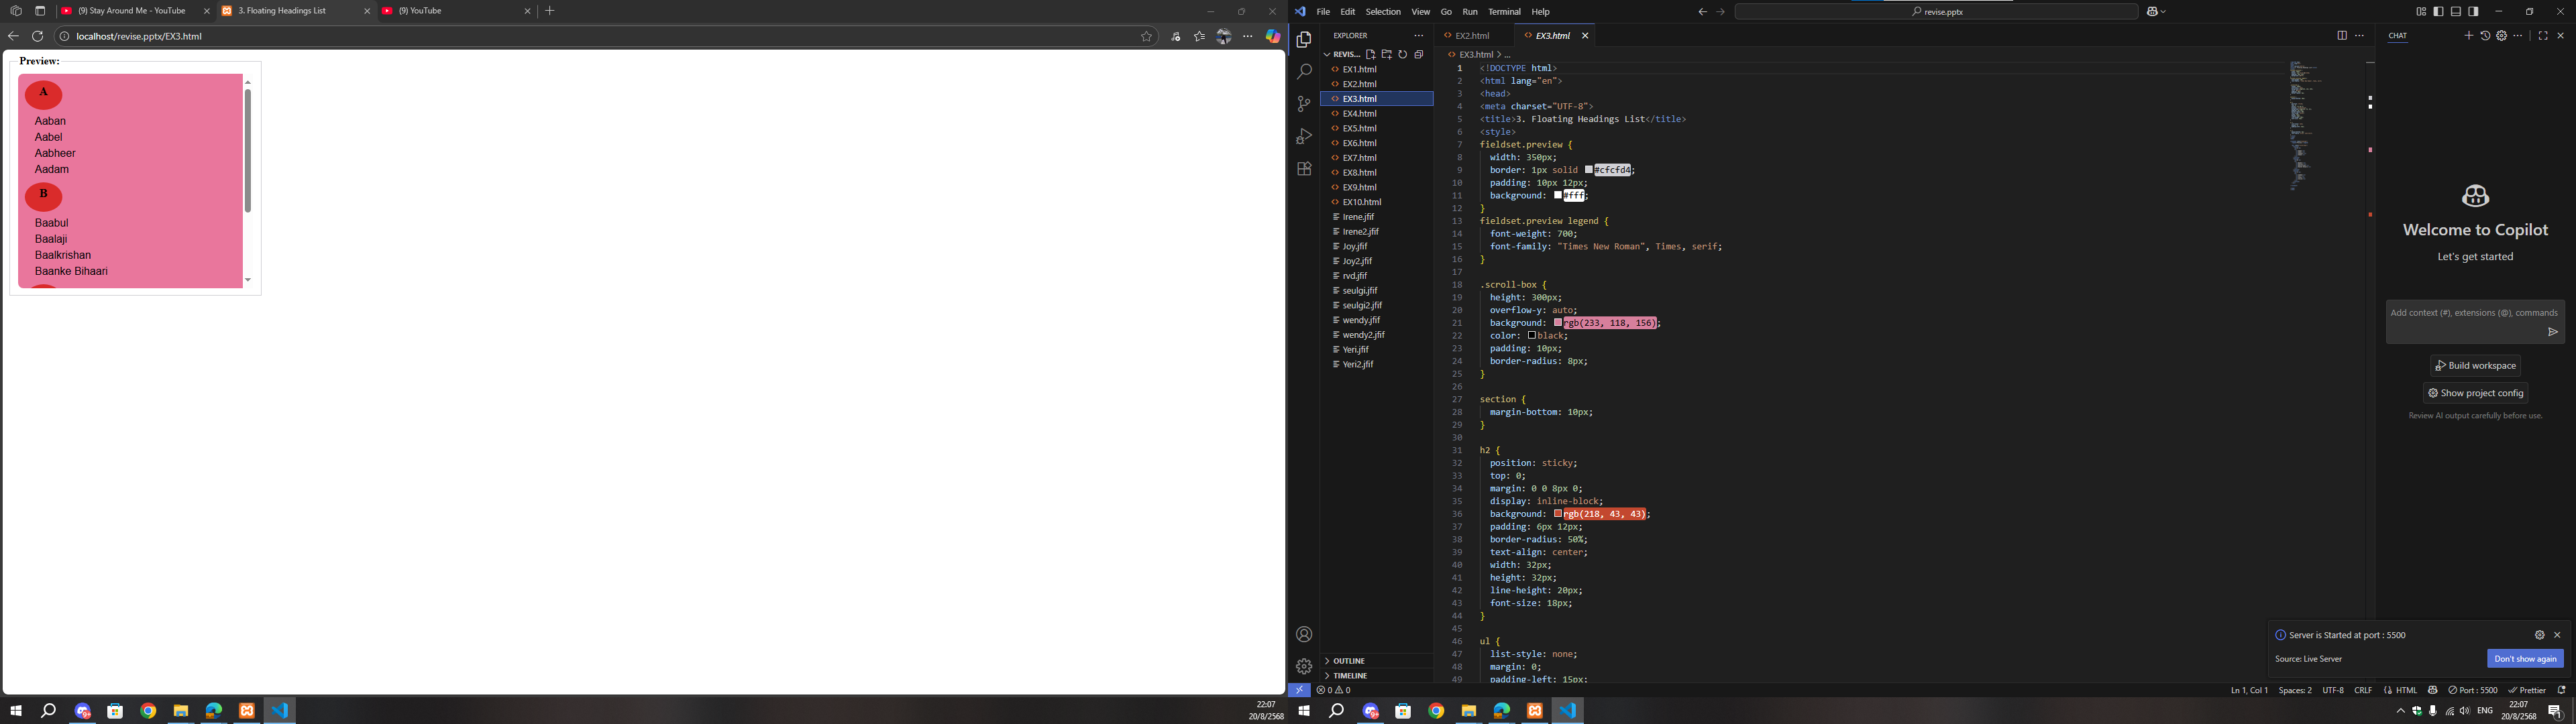 (9) Stay Around Me - YouTube
3. Floating Headings List
(9) YouTube
localhost/revise.pptx/EX3.html
Preview:
A
Aaban
Aabel
Aabheer
Aadam
B
Baabul
Baalaji
Baalkrishan
Baanke Bihaari
22:07
20/8/2568
File Edit Selection View Go Run Terminal Help
revise.pptx
EXPLORER
REVIS...
EX1.html
EX2.html
EX3.html
EX4.html
EX5.html
EX6.html
EX7.html
EX8.html
EX9.html
EX10.html
Irene.jfif
Irene2.jfif
Joy.jfif
Joy2.jfif
rvd.jfif
seulgi.jfif
seulgi2.jfif
wendy.jfif
wendy2.jfif
Yeri.jfif
Yeri2.jfif
OUTLINE
TIMELINE
EX2.html
EX3.html
EX3.html > ...
1 <!DOCTYPE html>
2 <html lang="en">
3 <head>
4 <meta charset="UTF-8">
5 <title>3. Floating Headings List</title>
6 <style>
7 fieldset.preview {
8 width: 350px;
9 border: 1px solid #cfcfd4;
10 padding: 10px 12px;
11 background: #fff;
12 }
13 fieldset.preview legend {
14 font-weight: 700;
15 font-family: "Times New Roman", Times, serif;
16 }
17
18 .scroll-box {
19 height: 300px;
20 overflow-y: auto;
21 background: rgb(233, 118, 156);
22 color: black;
23 padding: 10px;
24 border-radius: 8px;
25 }
26
27 section {
28 margin-bottom: 10px;
29 }
30
31 h2 {
32 position: sticky;
33 top: 0;
34 margin: 0 0 8px 0;
35 display: inline-block;
36 background: rgb(218, 43, 43);
37 padding: 6px 12px;
38 border-radius: 50%;
39 text-align: center;
40 width: 32px;
41 height: 32px;
42 line-height: 20px;
43 font-size: 18px;
44 }
45
46 ul {
47 list-style: none;
48 margin: 0;
49 padding-left: 15px;
CHAT
Welcome to Copilot
Let's get started
Add context (#), extensions (@), commands
Build workspace
Show project config
Review AI output carefully before use.
Server is Started at port : 5500
Source: Live Server
Don't show again
0 0
Ln 1, Col 1 Spaces: 2 UTF-8 CRLF HTML Port : 5500 Prettier
ENG
22:07
20/8/2568